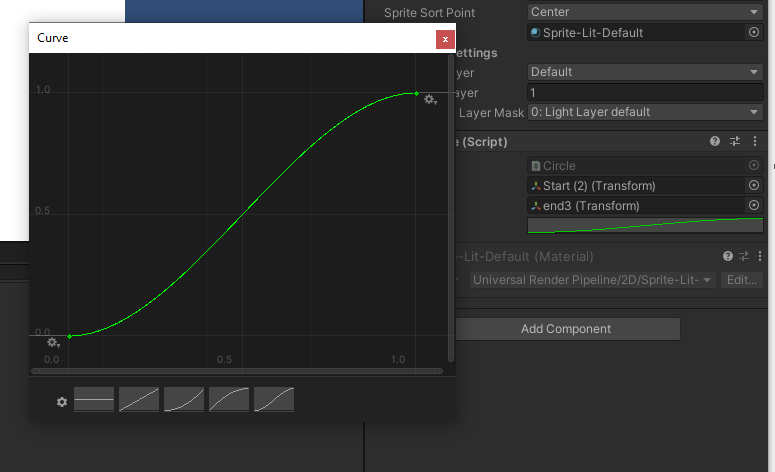 Sprite Sort Point Center
Sprite-Lit-Default
Curve x
ettings
yer Default
1.0
ayer 1
Layer Mask 0: Light Layer default
e (Script)
Circle
Start (2) (Transform)
end3 (Transform)
0.5
-Lit-Default (Material)
Universal Render Pipeline/2D/Sprite-Lit- Edit...
0.0
Add Component
0.0 0.5 1.0